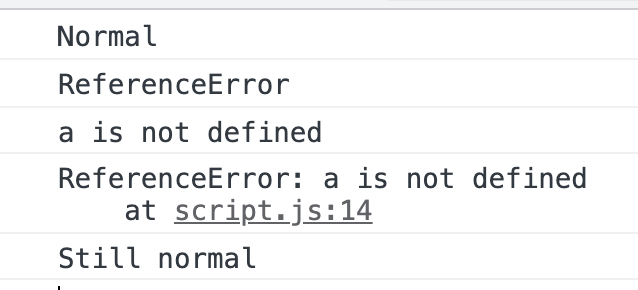 Normal
ReferenceError
a is not defined
ReferenceError: a is not defined
at script.js:14
Still normal